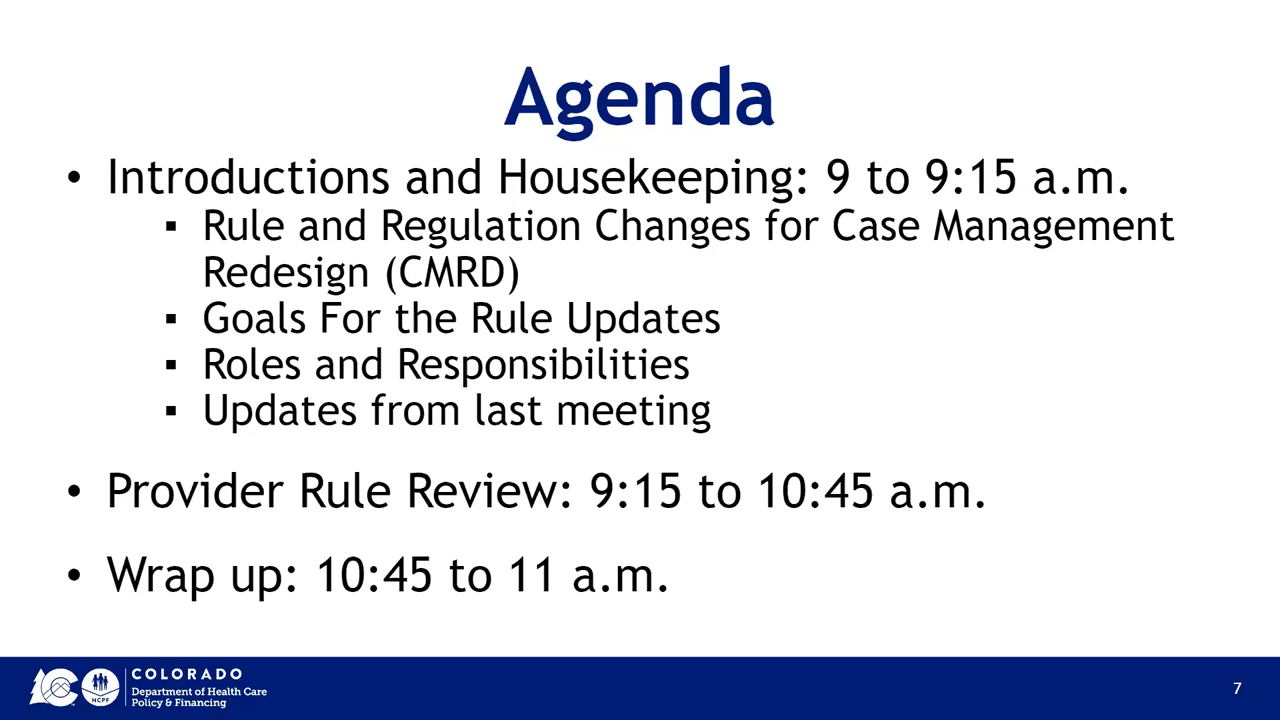 Agenda
• Introductions and Housekeeping: 9 to 9:15 a.m.
▪ Rule and Regulation Changes for Case Management
Redesign (CMRD)
▪ Goals For the Rule Updates
▪ Roles and Responsibilities
▪ Updates from last meeting
• Provider Rule Review: 9:15 to 10:45 a.m.
• Wrap up: 10:45 to 11 a.m.
HCPF
COLORADO
Department of Health Care
Policy & Financing
7